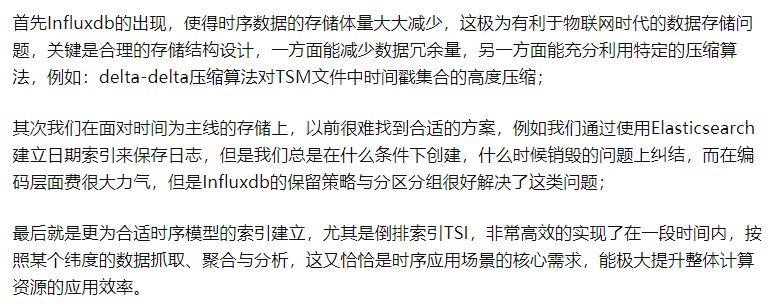 首先Influxdb的出现，使得时序数据的存储体量大大减少，这极为有利于物联网时代的数据存储问
题，关键是合理的存储结构设计，一方面能减少数据冗余量，另一方面能充分利用特定的压缩算
法，例如：delta-delta压缩算法对TSM文件中时间戳集合的高度压缩；
其次我们在面对时间为主线的存储上，以前很难找到合适的方案，例如我们通过使用Elasticsearch
建立日期索引来保存日志，但是我们总是在什么条件下创建，什么时候销毁的问题上纠结，而在编
码层面费很大力气，但是Influxdb的保留策略与分区分组很好解决了这类问题；
最后就是更为合适时序模型的索引建立，尤其是倒排索引TSI，非常高效的实现了在一段时间内，按
照某个纬度的数据抓取、聚合与分析，这又恰恰是时序应用场景的核心需求，能极大提升整体计算
资源的应用效率。